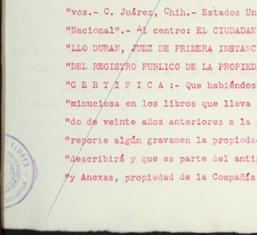 "vos.- C. Juárez, Chih.- Estados Un
"Nacional".- Al centro: EL CIUDADAN
"LLO DURAN, JUEZ DE PRIMERA INSTANC
"DEL REGISTRO PUBLICO DE LA PROPIEDA
"C E R T I F I C A :- Que habiéndos
"minuciosa en los libros que lleva
"do de veinte años anteriores a la
"reporte algún gravamen la propieda
"describirá y que es parte del anti
"y Anexas, propiedad de la Compañía